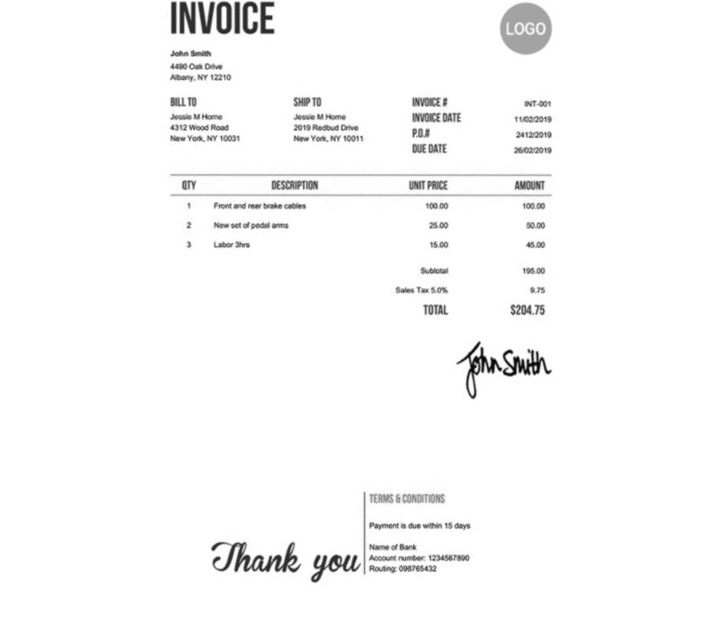 INVOICE
LOGO
John Smith
4490 Oak Drive
Albany, NY 12210
BILL TO
Jessie M Horne
4312 Wood Road
New York, NY 10031
SHIP TO
Jessie M Horne
2019 Redbud Drive
New York, NY 10011
INVOICE # INT-001
INVOICE DATE 11/02/2019
P.O.# 2412/2019
DUE DATE 26/02/2019
QTY DESCRIPTION UNIT PRICE AMOUNT
1 Front and rear brake cables 100.00 100.00
2 New set of pedal arms 25.00 50.00
3 Labor 3hrs 15.00 45.00
Subtotal 195.00
Sales Tax 5.0% 9.75
TOTAL $204.75
John Smith
TERMS & CONDITIONS
Payment is due within 15 days
Name of Bank
Account number: 1234567890
Routing: 098765432
Thank you